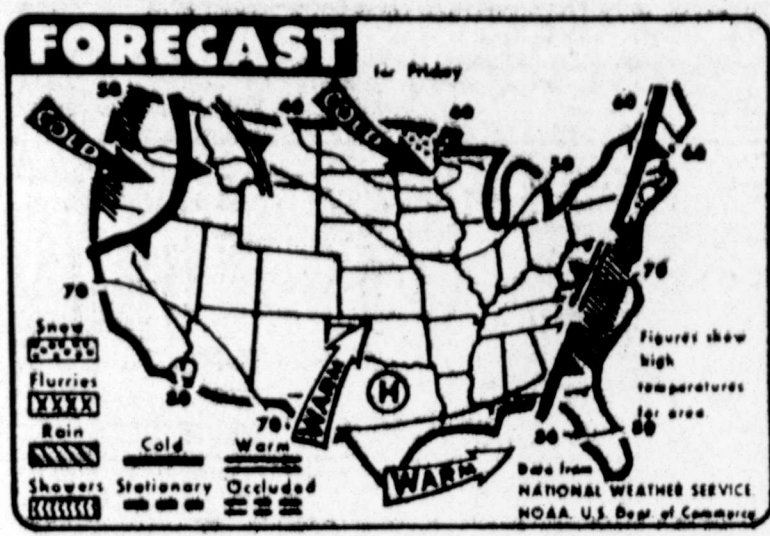 FORECAST
for Friday
50
40
60
60
COLD
COLD
60
50
70
70
80
70
80
80
WARM
WARM
H
Snow
Flurries
Rain
Showers
Cold
Warm
Stationary
Occluded
Figures show
high
temperatures
for area.
Data from
NATIONAL WEATHER SERVICE,
NOAA, U.S. Dept. of Commerce